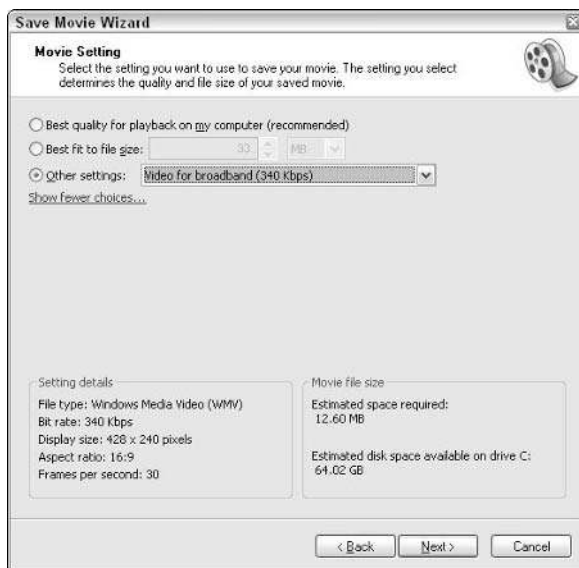 Save Movie Wizard
Movie Setting
Select the setting you want to use to save your movie. The setting you select
determines the quality and file size of your saved movie.
Best quality for playback on my computer (recommended)
Best fit to file size: 33 MB
Other settings: Video for broadband (340 Kbps)
Show fewer choices...
Setting details
File type: Windows Media Video (WMV)
Bit rate: 340 Kbps
Display size: 428 x 240 pixels
Aspect ratio: 16:9
Frames per second: 30
Movie file size
Estimated space required:
12.60 MB
Estimated disk space available on drive C:
64.02 GB
< Back Next > Cancel